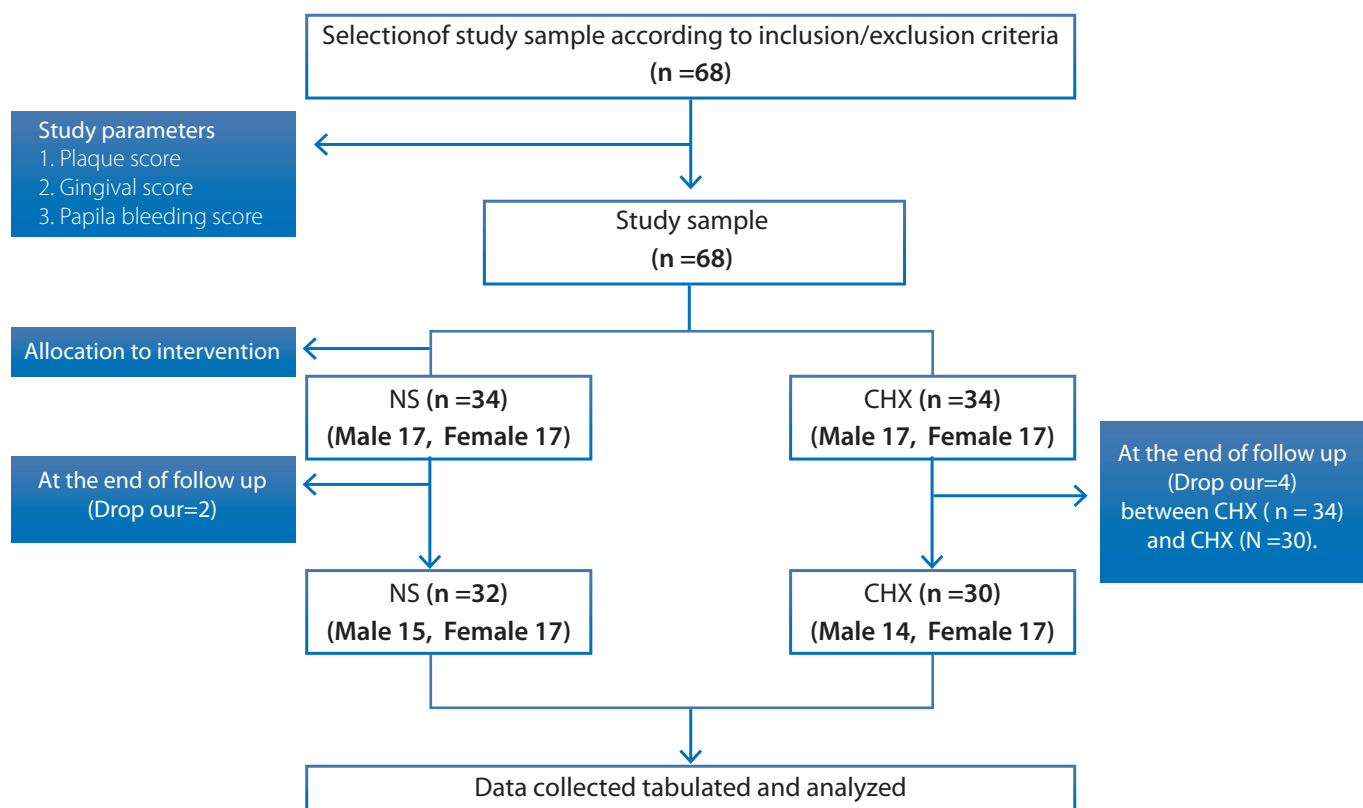 Selectionof study sample according to inclusion/exclusion criteria
(n =68)
Study parameters
1. Plaque score
2. Gingival score
3. Papila bleeding score
Study sample
(n =68)
Allocation to intervention
NS (n =34)
(Male 17, Female 17)
CHX (n =34)
(Male 17, Female 17)
At the end of follow up
(Drop our=2)
At the end of follow up
(Drop our=4)
between CHX ( n = 34)
and CHX (N =30).
NS (n =32)
(Male 15, Female 17)
CHX (n =30)
(Male 14, Female 17)
Data collected tabulated and analyzed